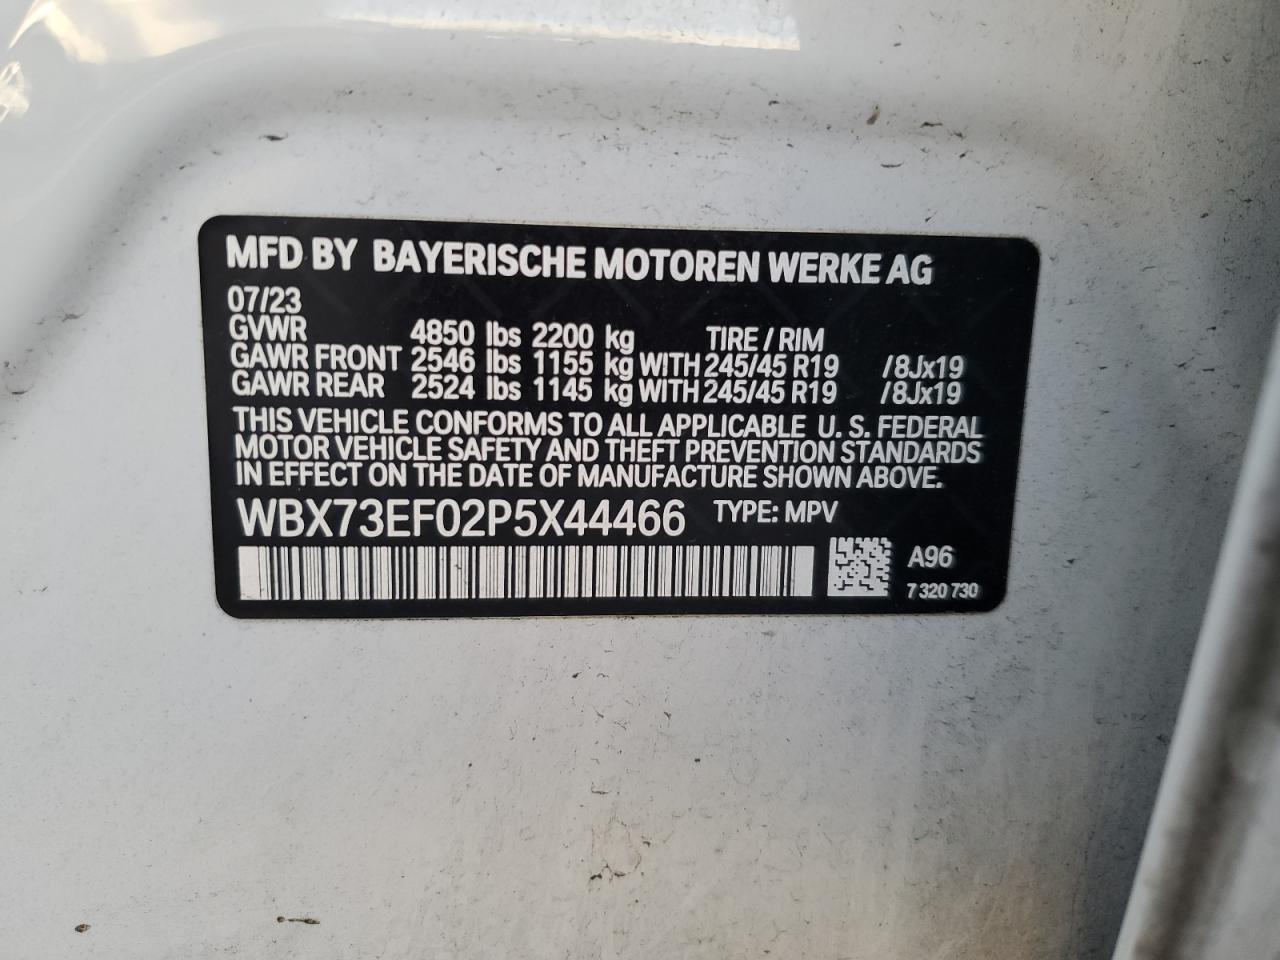 MFD BY BAYERISCHE MOTOREN WERKE AG
07/23
GVWR 4850 lbs 2200 kg TIRE / RIM
GAWR FRONT 2546 lbs 1155 kg WITH 245/45 R19 /8Jx19
GAWR REAR 2524 lbs 1145 kg WITH 245/45 R19 /8Jx19
THIS VEHICLE CONFORMS TO ALL APPLICABLE U. S. FEDERAL
MOTOR VEHICLE SAFETY AND THEFT PREVENTION STANDARDS
IN EFFECT ON THE DATE OF MANUFACTURE SHOWN ABOVE.
WBX73EF02P5X44466 TYPE: MPV
A96
7 320 730